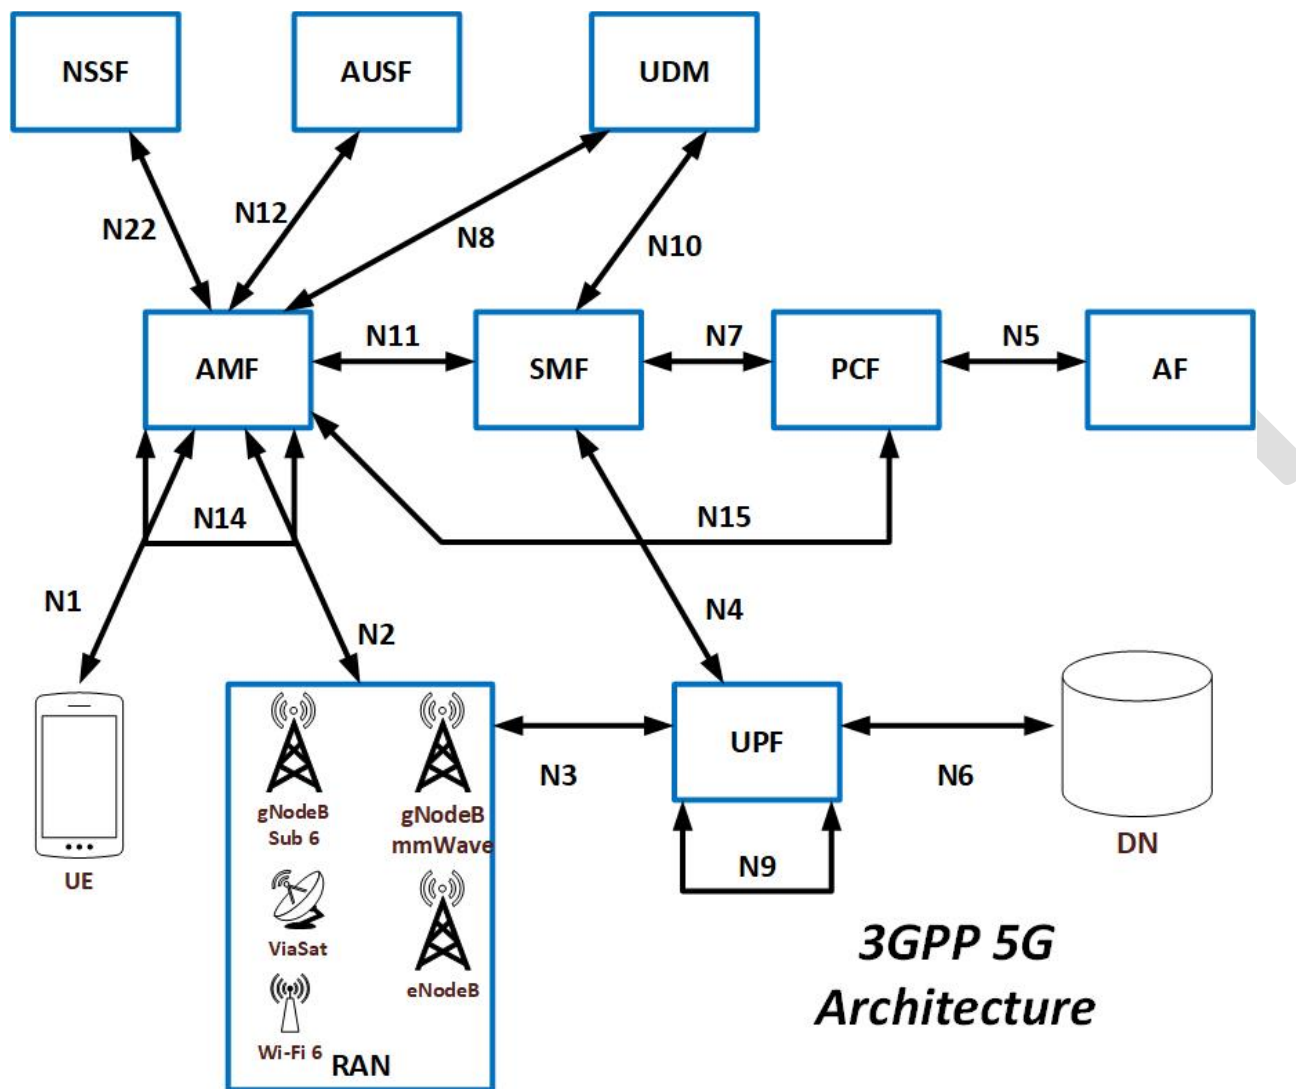 NSSF
AUSF
UDM
N22
N12
N8
N10
AMF
N11
SMF
N7
PCF
N5
AF
N14
N15
N1
N2
N4
UE
gNodeB
Sub 6
gNodeB
mmWave
ViaSat
eNodeB
Wi-Fi 6
RAN
N3
UPF
N6
N9
DN
3GPP 5G
Architecture